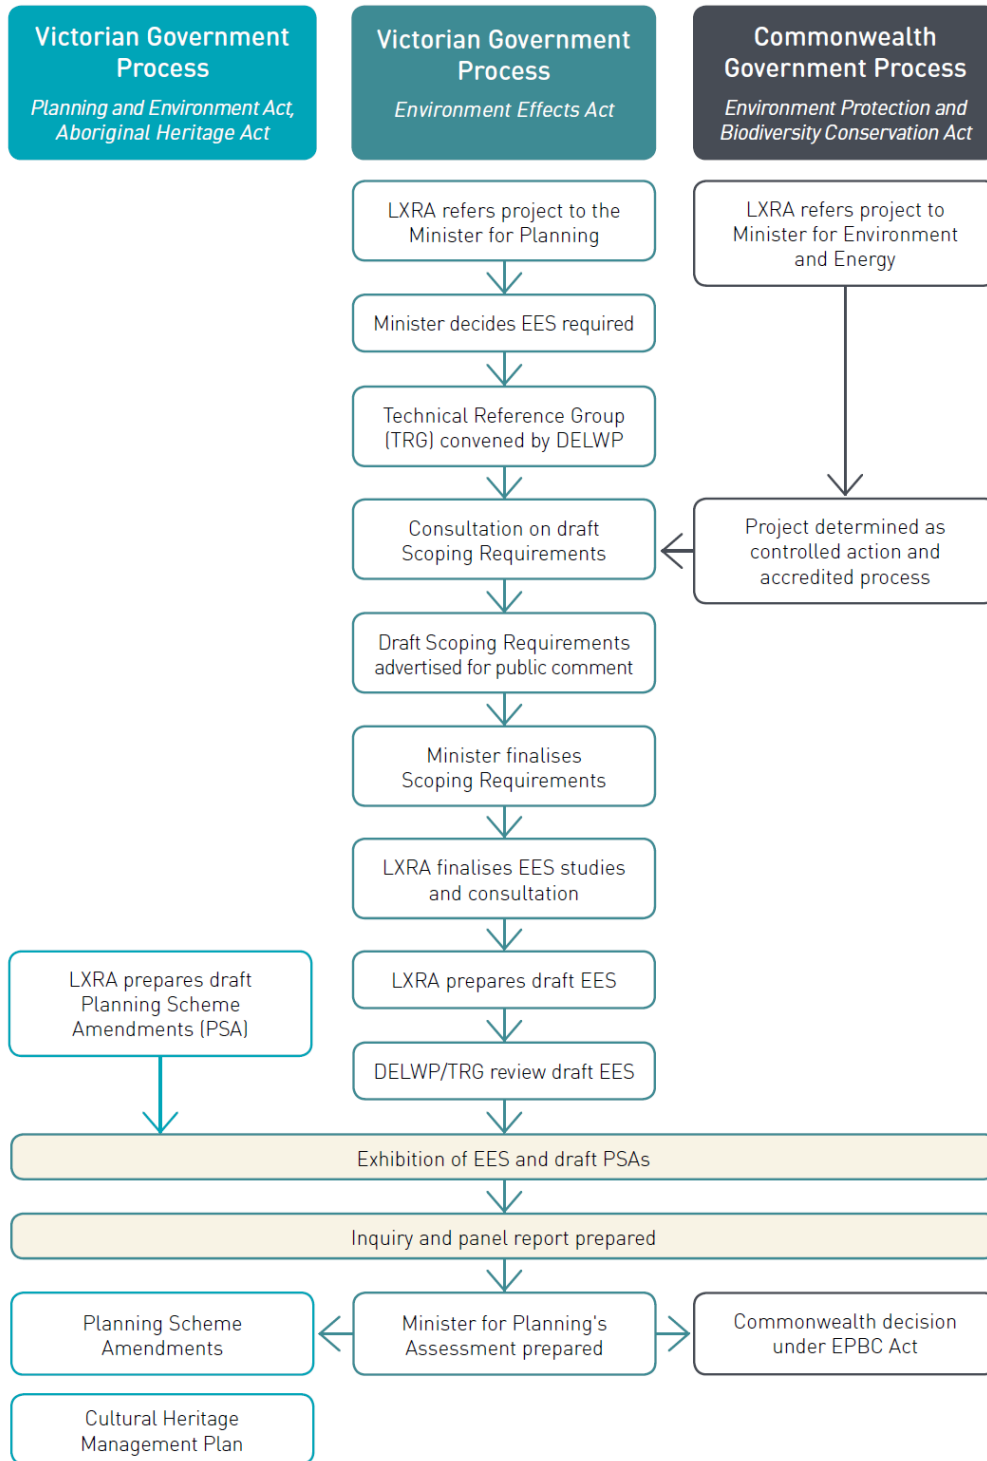 Victorian Government
Process
Planning and Environment Act,
Aboriginal Heritage Act
Victorian Government
Process
Environment Effects Act
Commonwealth
Government Process
Environment Protection and
Biodiversity Conservation Act
LXRA refers project to the
Minister for Planning
LXRA refers project to
Minister for Environment
and Energy
Minister decides EES required
Technical Reference Group
(TRG) convened by DELWP
Consultation on draft
Scoping Requirements
Project determined as
controlled action and
accredited process
Draft Scoping Requirements
advertised for public comment
Minister finalises
Scoping Requirements
LXRA finalises EES studies
and consultation
LXRA prepares draft
Planning Scheme
Amendments (PSA)
LXRA prepares draft EES
DELWP/TRG review draft EES
Exhibition of EES and draft PSAs
Inquiry and panel report prepared
Planning Scheme
Amendments
Minister for Planning's
Assessment prepared
Commonwealth decision
under EPBC Act
Cultural Heritage
Management Plan